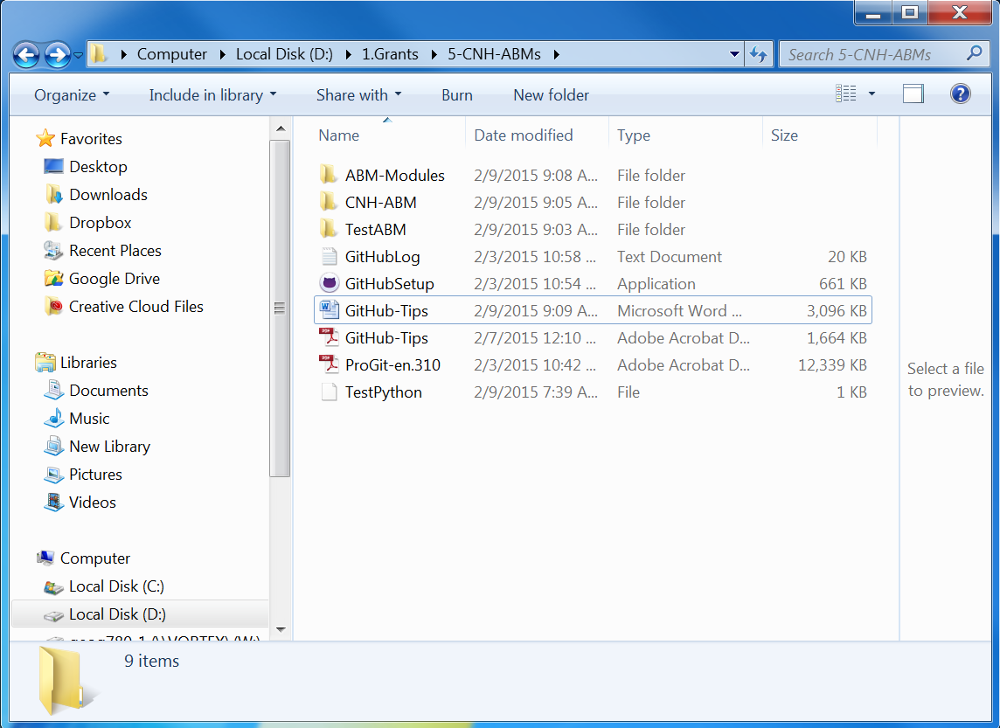 Computer Local Disk (D:) 1.Grants 5-CNH-ABMs Search 5-CNH-ABMs
Organize Include in library Share with Burn New folder
Favorites
Desktop
Downloads
Dropbox
Recent Places
Google Drive
Creative Cloud Files
Libraries
Documents
Music
New Library
Pictures
Videos
Computer
Local Disk (C:)
Local Disk (D:)
Name Date modified Type Size
ABM-Modules 2/9/2015 9:08 A... File folder
CNH-ABM 2/9/2015 9:05 A... File folder
TestABM 2/9/2015 9:03 A... File folder
GitHubLog 2/3/2015 10:58 ... Text Document 20 KB
GitHubSetup 2/3/2015 10:54 ... Application 661 KB
GitHub-Tips 2/9/2015 9:09 A... Microsoft Word ... 3,096 KB
GitHub-Tips 2/7/2015 12:10 ... Adobe Acrobat D... 1,664 KB
ProGit-en.310 2/3/2015 10:42 ... Adobe Acrobat D... 12,339 KB
TestPython 2/9/2015 7:39 A... File 1 KB
Select a file
to preview.
9 items